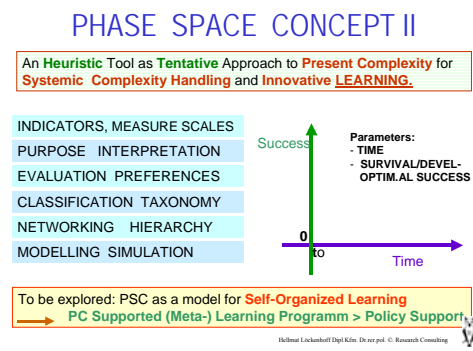 PHASE SPACE CONCEPT II
An Heuristic Tool as Tentative Approach to Present Complexity for
Systemic Complexity Handling and Innovative LEARNING.
INDICATORS, MEASURE SCALES
PURPOSE INTERPRETATION
EVALUATION PREFERENCES
CLASSIFICATION TAXONOMY
NETWORKING HIERARCHY
MODELLING SIMULATION
Success
Parameters:
- TIME
- SURVIVAL/DEVEL-
OPTIM.AL SUCCESS
0
to
Time
To be explored: PSC as a model for Self-Organized Learning
PC Supported (Meta-) Learning Programm > Policy Support
Hellmut Löckenhoff Dipl.Kfm. Dr.rer.pol. ©. Research Consulting